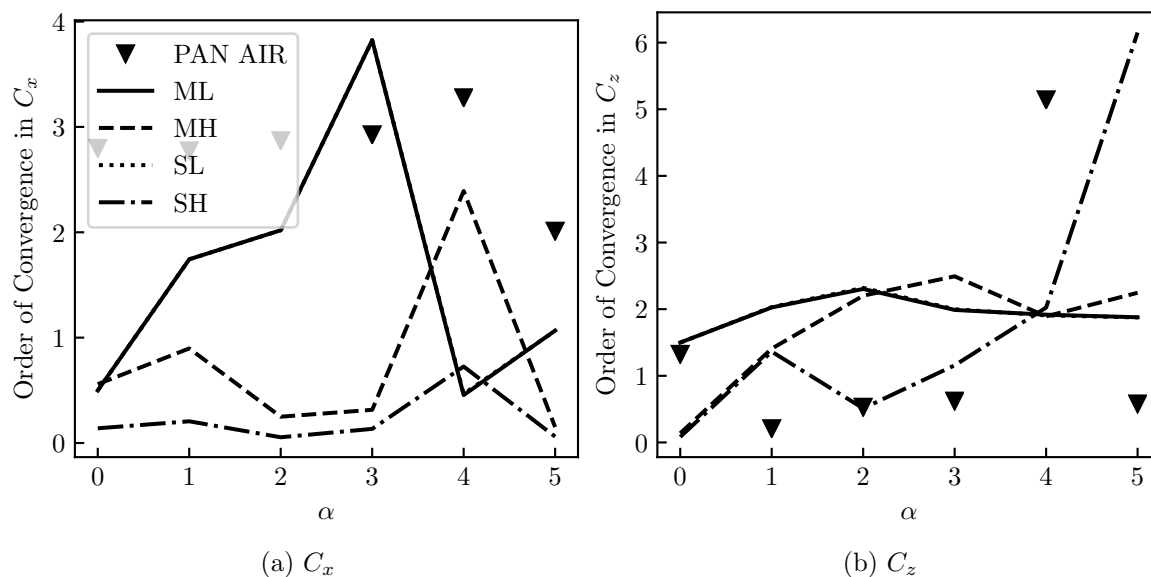 Order of Convergence in $C_x$
4
3
2
1
0
PAN AIR
ML
MH
SL
SH
0 1 2 3 4 5
α
(a) $C_x$
Order of Convergence in $C_z$
6
5
4
3
2
1
0
0 1 2 3 4 5
α
(b) $C_z$